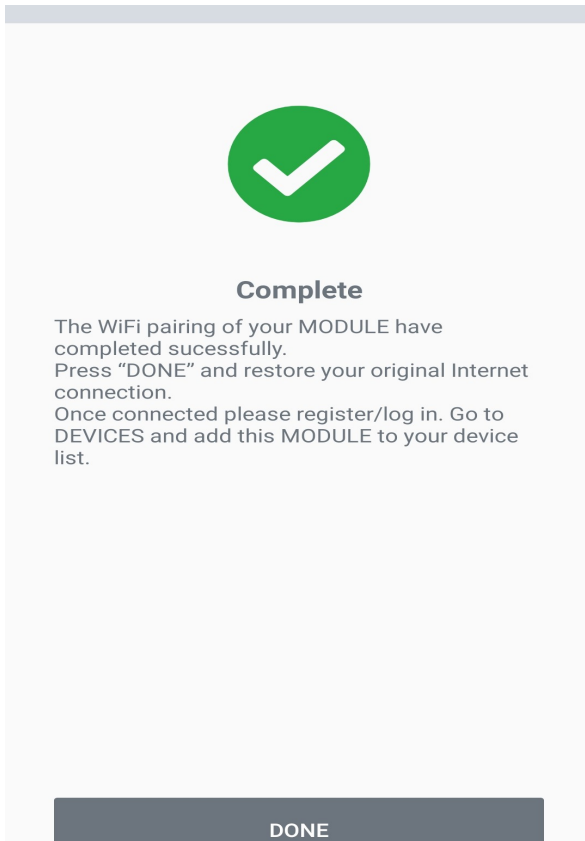 Complete
The WiFi pairing of your MODULE have
completed sucessfully.
Press “DONE” and restore your original Internet
connection.
Once connected please register/log in. Go to
DEVICES and add this MODULE to your device
list.
DONE